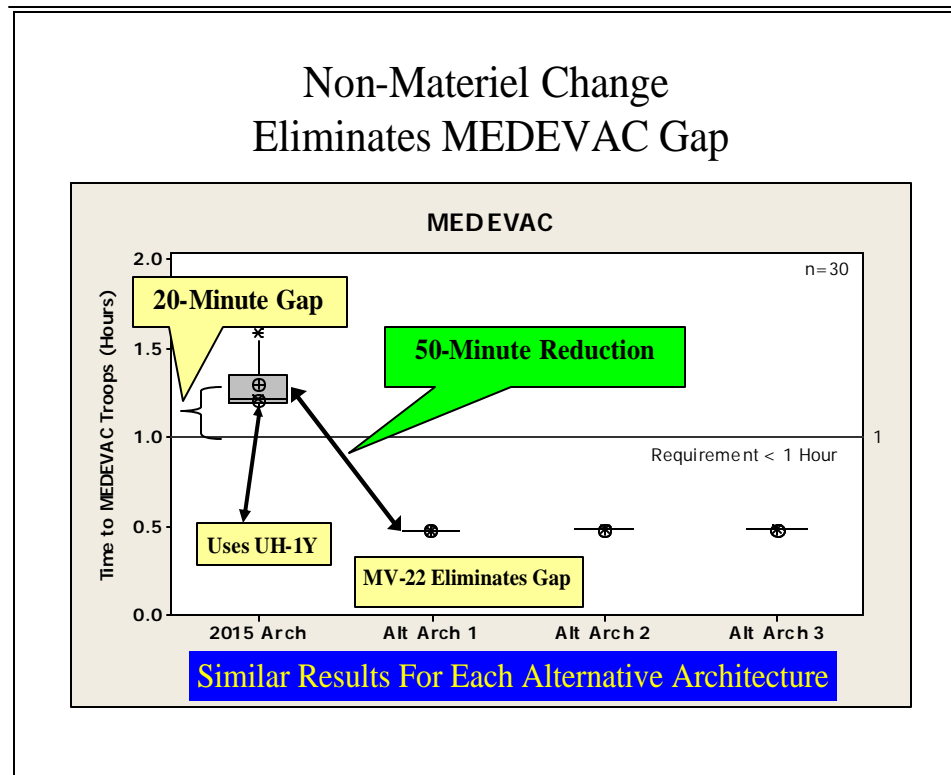 Non-Materiel Change
Eliminates MEDEVAC Gap
MEDEVAC
n=30
Time to MEDEVAC Troops (Hours)
2.0
1.5
1.0
0.5
0.0
20-Minute Gap
50-Minute Reduction
1
Requirement < 1 Hour
Uses UH-1Y
MV-22 Eliminates Gap
2015 Arch
Alt Arch 1
Alt Arch 2
Alt Arch 3
Similar Results For Each Alternative Architecture